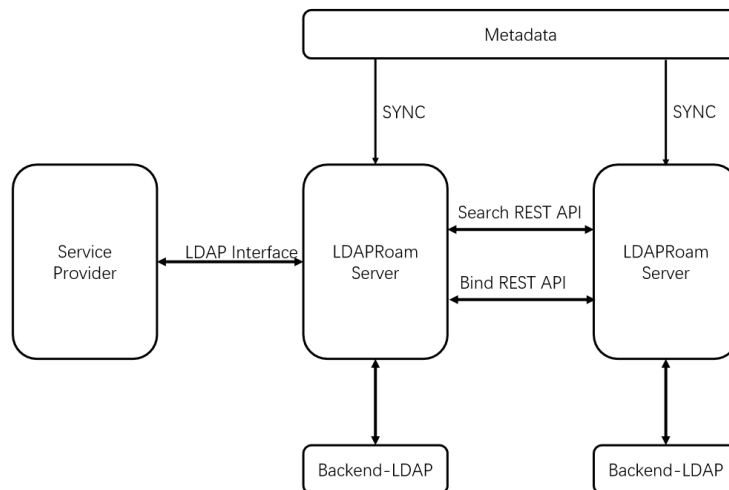 Metadata
SYNC
SYNC
Service
Provider
LDAP Interface
LDAPRoam
Server
Search REST API
Bind REST API
LDAPRoam
Server
Backend-LDAP
Backend-LDAP